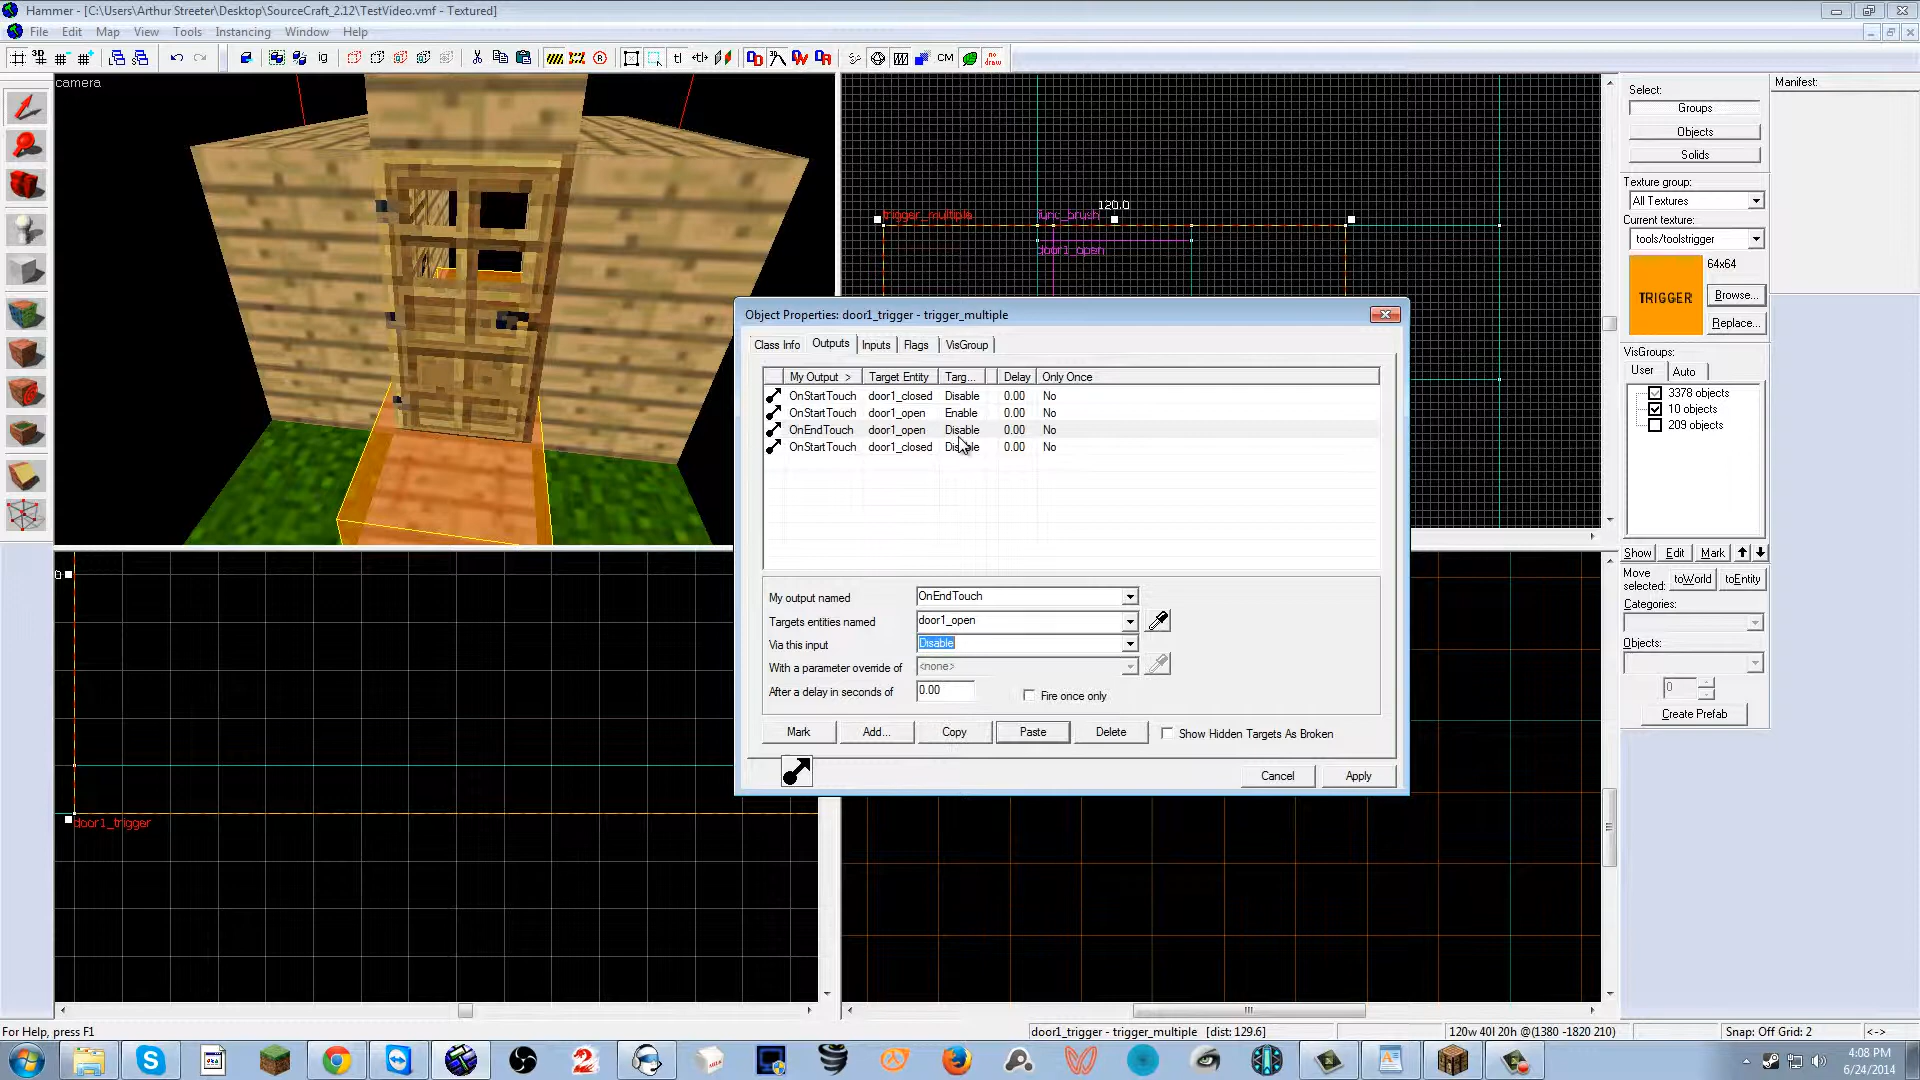 Hammer - [C:\Users\Arthur Streeter\Desktop\SourceCraft_2.12\TestVideo.vmf - Textured]
File Edit Map View Tools Instancing Window Help
camera
trigger_multiple
func_brush
120.0
door1_open
door1_trigger
Object Properties: door1_trigger - trigger_multiple
Class Info Outputs Inputs Flags VisGroup
My Output > Target Entity Targ... Delay Only Once
OnStartTouch door1_closed Disable 0.00 No
OnStartTouch door1_open Enable 0.00 No
OnEndTouch door1_open Disable 0.00 No
OnStartTouch door1_closed Disable 0.00 No
My output named OnEndTouch
Targets entities named door1_open
Via this input Disable
With a parameter override of <none>
After a delay in seconds of 0.00 Fire once only
Mark Add... Copy Paste Delete Show Hidden Targets As Broken
Cancel Apply
Select:
Groups
Objects
Solids
Texture group:
All Textures
Current texture:
tools/toolstrigger
TRIGGER
64x64
Browse...
Replace...
VisGroups:
User Auto
3378 objects
10 objects
209 objects
Show Edit Mark
Move selected: toWorld toEntity
Categories:
Objects:
0
Create Prefab
Manifest:
For Help, press F1
door1_trigger - trigger_multiple [dist: 129.6]
120w 40l 20h @(1380 -1820 210)
Snap: Off Grid: 2
<->
4:08 PM
6/24/2014